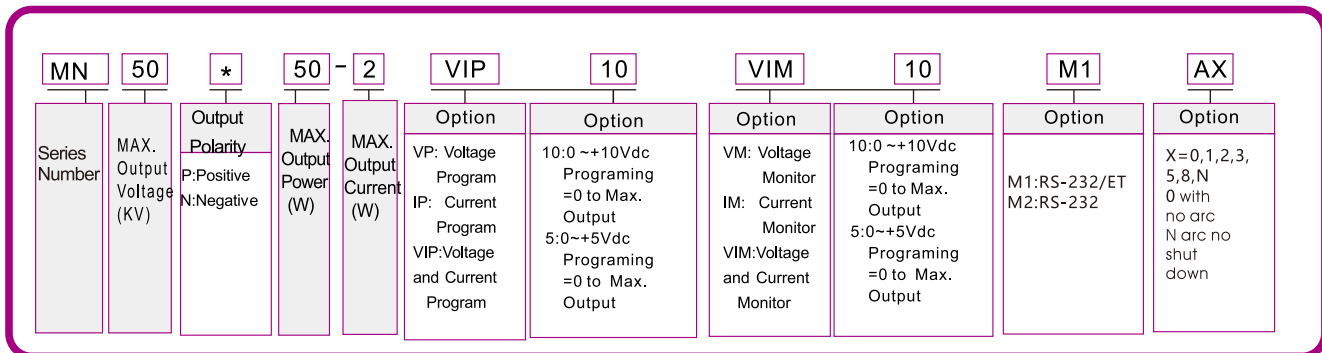 MN 50 * 50 - 2 VIP 10 VIM 10 M1 AX
Series
Number
MAX.
Output
Voltage
(KV)
Output
Polarity
P:Positive
N:Negative
MAX.
Output
Power
(W)
MAX.
Output
Current
(W)
Option
VP: Voltage
Program
IP: Current
Program
VIP:Voltage
and Current
Program
Option
10:0 ~+10Vdc
Programing
=0 to Max.
Output
5:0~+5Vdc
Programing
=0 to Max.
Output
Option
VM: Voltage
Monitor
IM: Current
Monitor
VIM:Voltage
and Current
Monitor
Option
10:0 ~+10Vdc
Programing
=0 to Max.
Output
5:0~+5Vdc
Programing
=0 to Max.
Output
Option
M1:RS-232/ET
M2:RS-232
Option
X=0,1,2,3,
5,8,N
0 with
no arc
N arc no
shut
down